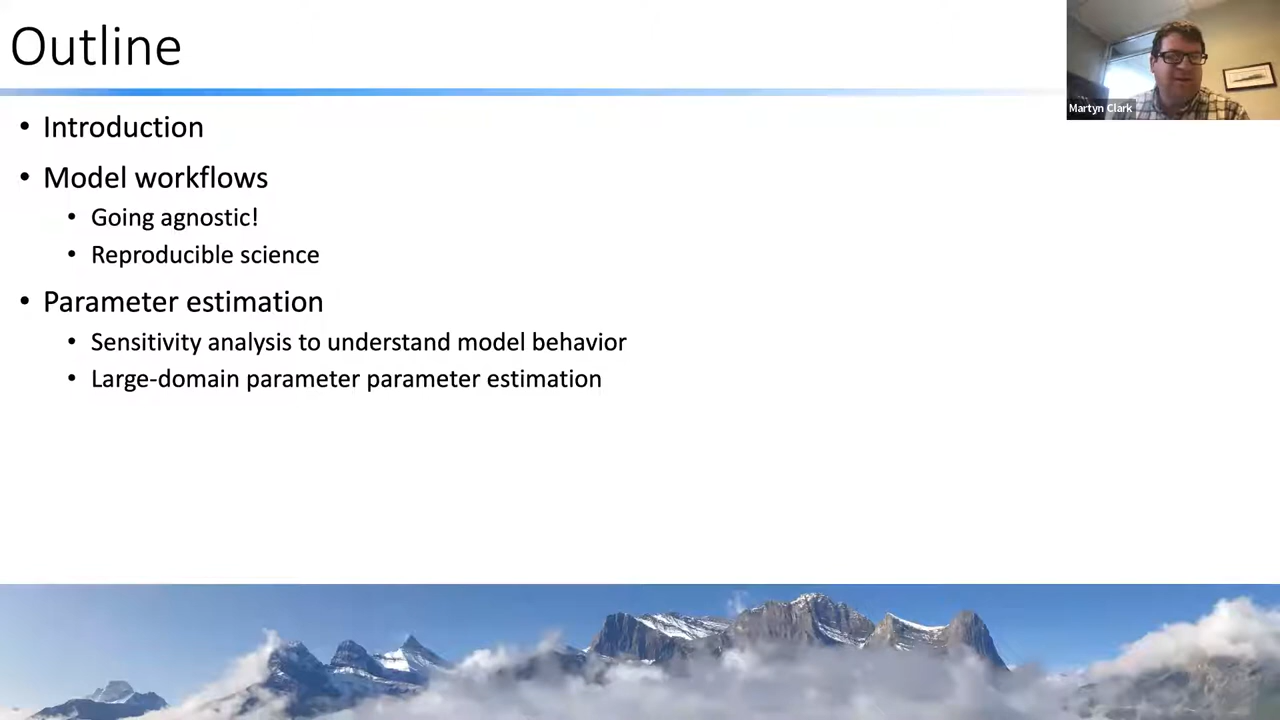 Outline
Martyn Clark
• Introduction
• Model workflows
• Going agnostic!
• Reproducible science
• Parameter estimation
• Sensitivity analysis to understand model behavior
• Large-domain parameter parameter estimation